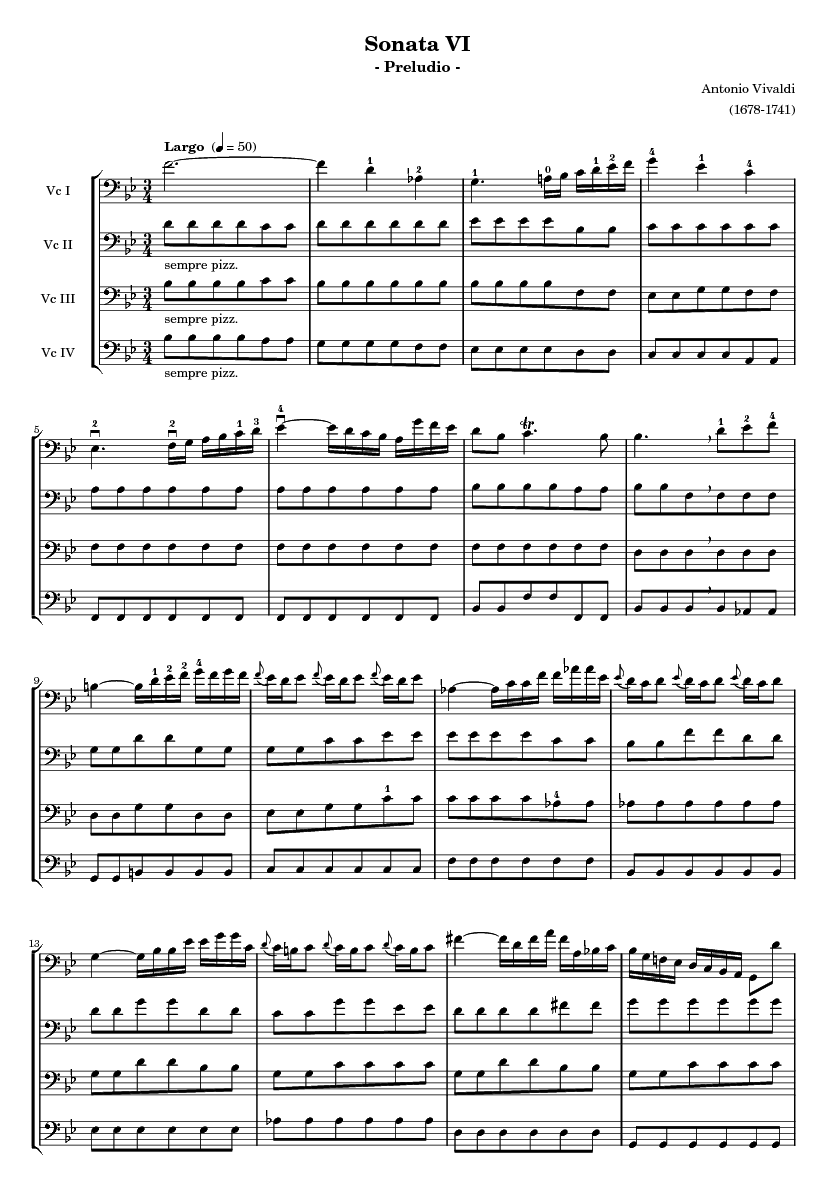 Sonata VI
- Preludio -
Antonio Vivaldi
(1678-1741)
Largo (♩ = 50)
Vc I
Vc II
sempre pizz.
Vc III
sempre pizz.
Vc IV
sempre pizz.
5
9
13